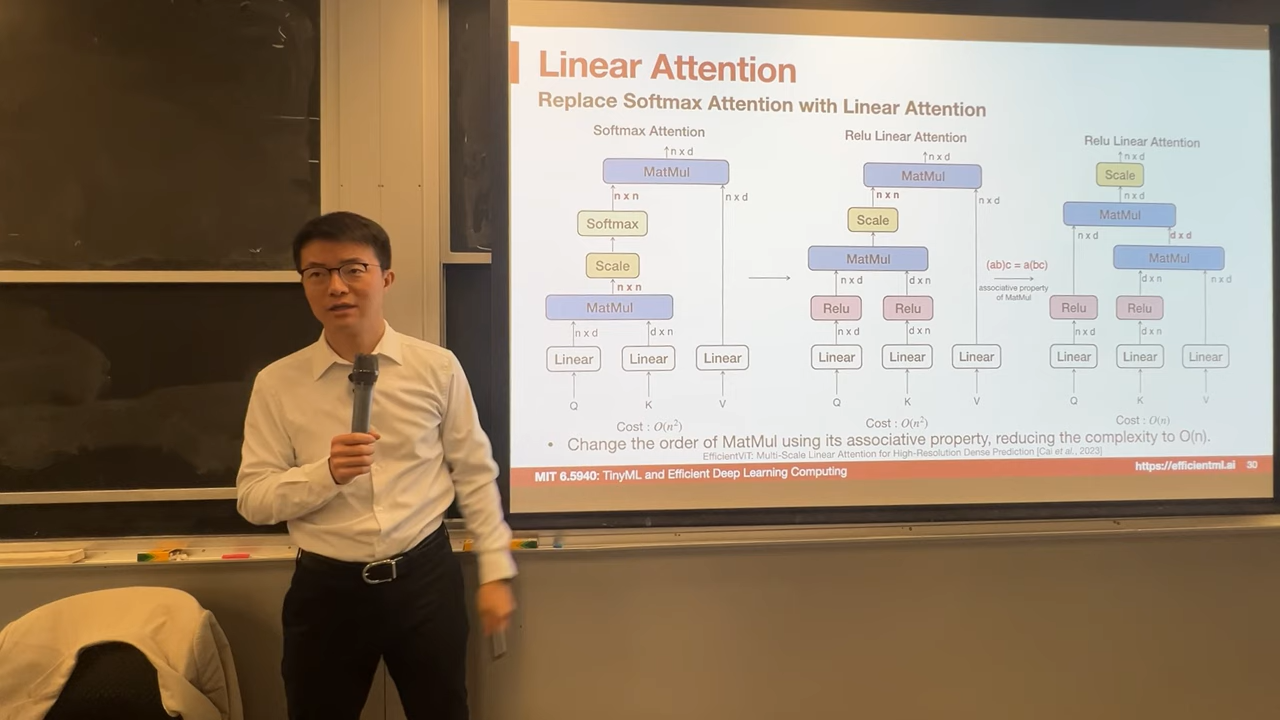 Linear Attention
Replace Softmax Attention with Linear Attention
Softmax Attention
n x d
MatMul
n x n
n x d
Softmax
Scale
n x n
MatMul
n x d
d x n
Linear
Linear
Linear
Q
K
V
Cost : O(n²)
Relu Linear Attention
n x d
MatMul
n x n
n x d
Scale
MatMul
n x d
d x n
Relu
Relu
n x d
d x n
Linear
Linear
Linear
Q
K
V
Cost : O(n²)
(ab)c = a(bc)
associative property
of MatMul
Relu Linear Attention
n x d
Scale
n x d
MatMul
n x d
d x d
MatMul
d x n
n x d
Relu
Relu
n x d
d x n
Linear
Linear
Linear
Q
K
V
Cost : O(n)
• Change the order of MatMul using its associative property, reducing the complexity to O(n).
EfficientViT: Multi-Scale Linear Attention for High-Resolution Dense Prediction [Cai et al., 2023]
MIT 6.5940: TinyML and Efficient Deep Learning Computing
https://efficientml.ai
30